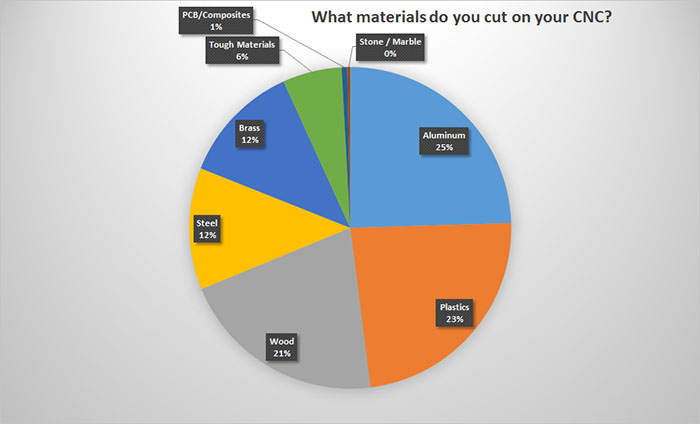 What materials do you cut on your CNC?
PCB/Composites
1%
Stone / Marble
0%
Tough Materials
6%
Brass
12%
Aluminum
25%
Steel
12%
Plastics
23%
Wood
21%